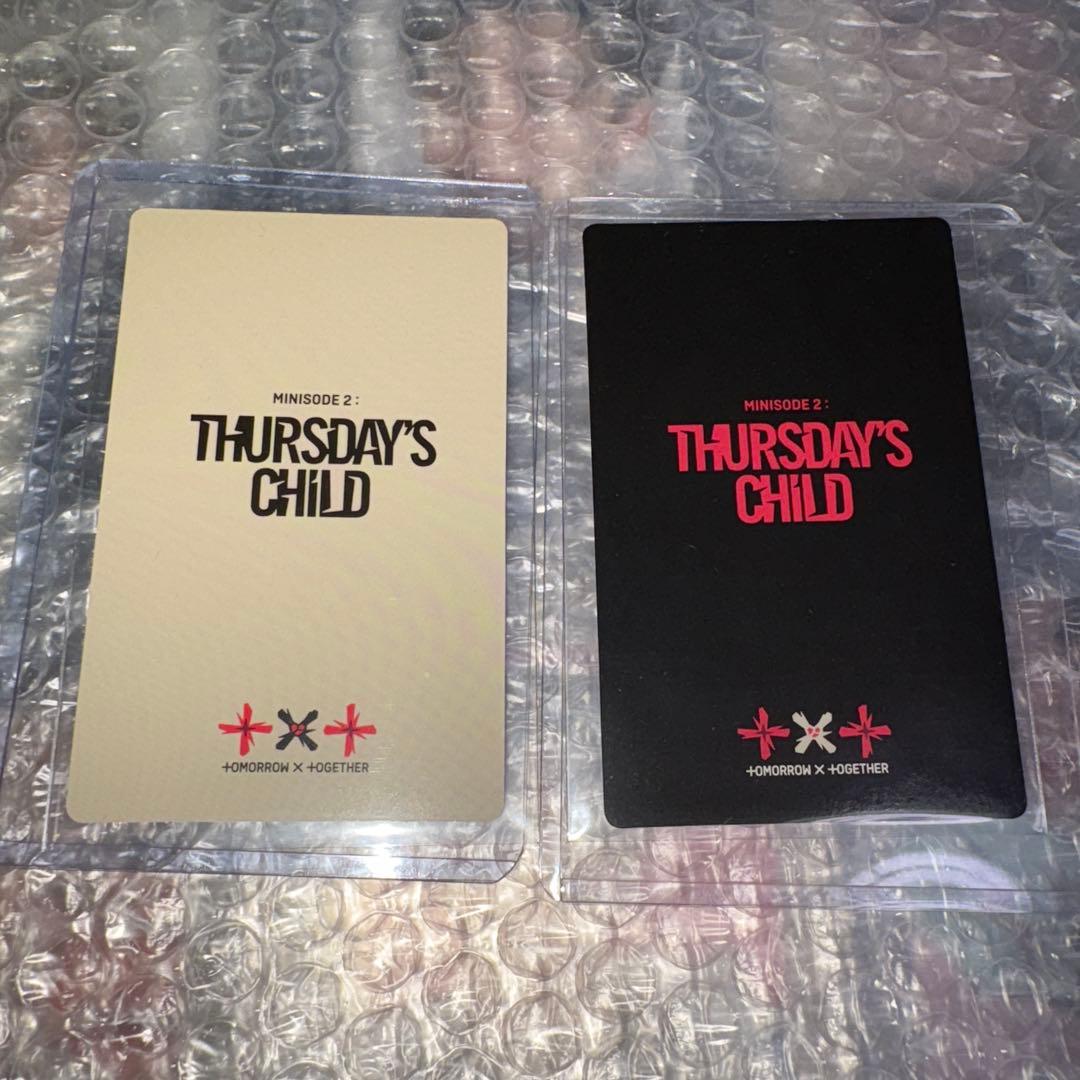 MINISODE 2 :
THURSDAY'S
CHiLD
TOMORROW X TOGETHER
MINISODE 2 :
THURSDAY'S
CHiLD
TOMORROW X TOGETHER